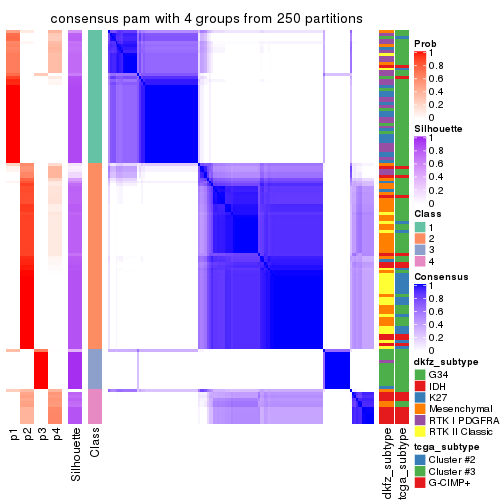 consensus pam with 4 groups from 250 partitions
Prob
1
0.8
0.6
0.4
0.2
0
Silhouette
1
0.8
0.6
0.4
0.2
0
Class
1
2
3
4
Consensus
1
0.8
0.6
0.4
0.2
0
dkfz_subtype
G34
IDH
K27
Mesenchymal
RTK I PDGFRA
RTK II Classic
tcga_subtype
Cluster #2
Cluster #3
G-CIMP+
p1
p2
p3
p4
Silhouette
Class
dkfz_subtype
tcga_subtype